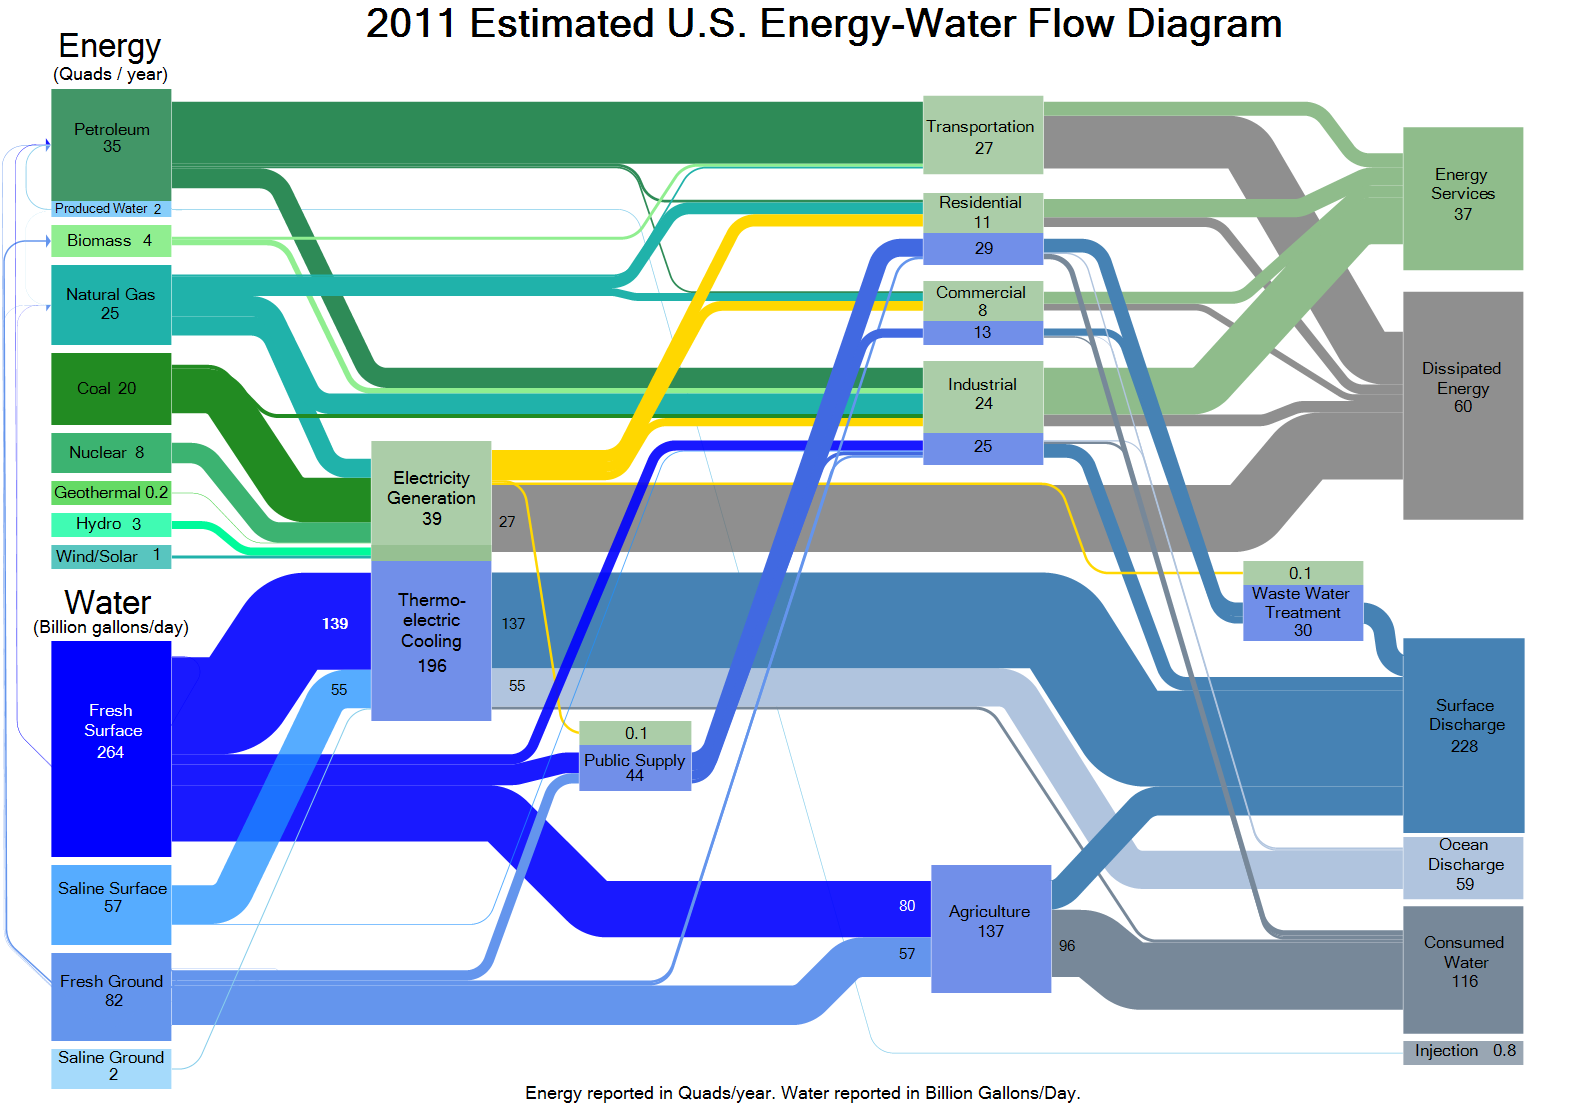 2011 Estimated U.S. Energy-Water Flow Diagram
Energy
(Quads / year)
Petroleum
35
Produced Water 2
Biomass 4
Natural Gas
25
Coal 20
Nuclear 8
Geothermal 0.2
Hydro 3
Wind/Solar 1
Water
(Billion gallons/day)
Fresh
Surface
264
Saline Surface
57
Fresh Ground
82
Saline Ground
2
139
55
Electricity
Generation
39
Thermo-
electric
Cooling
196
27
137
55
0.1
Public Supply
44
Transportation
27
Residential
11
29
Commercial
8
13
Industrial
24
25
80
57
Agriculture
137
96
0.1
Waste Water
Treatment
30
Energy
Services
37
Dissipated
Energy
60
Surface
Discharge
228
Ocean
Discharge
59
Consumed
Water
116
Injection 0.8
Energy reported in Quads/year. Water reported in Billion Gallons/Day.